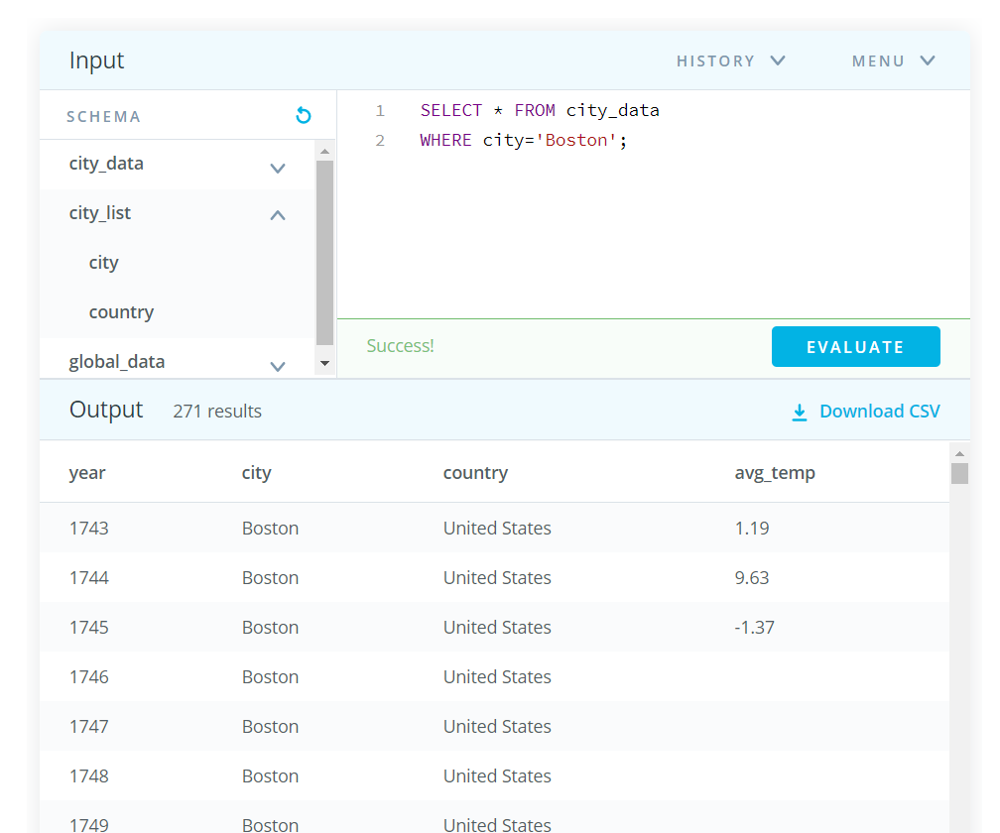 Input
HISTORY
MENU
SCHEMA
1 SELECT * FROM city_data
2 WHERE city='Boston';
city_data
city_list
city
country
global_data
Success!
EVALUATE
Output 271 results
Download CSV
year city country avg_temp
1743 Boston United States 1.19
1744 Boston United States 9.63
1745 Boston United States -1.37
1746 Boston United States
1747 Boston United States
1748 Boston United States
1749 Boston United States